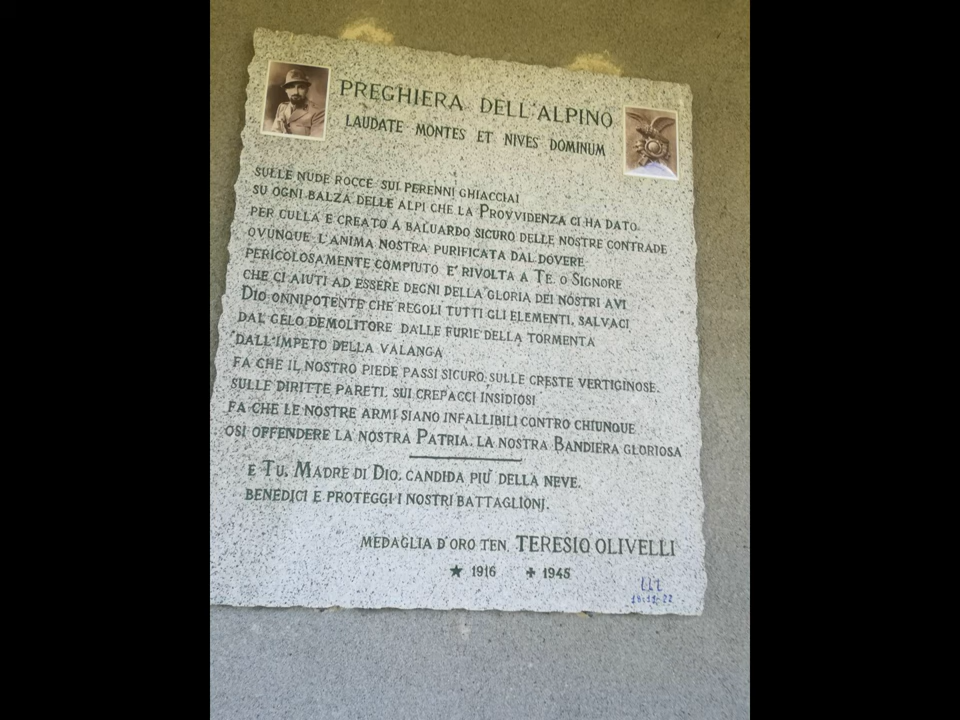 PREGHIERA DELL'ALPINO
LAUDATE MONTES ET NIVES DOMINUM
SULLE NUDE ROCCE SUI PERENNI GHIACCIAI
SU OGNI BALZA DELLE ALPI CHE LA PROVVIDENZA CI HA DATO.
PER CULLA E CREATO A BALUARDO SICURO DELLE NOSTRE CONTRADE
OVUNQUE L'ANIMA NOSTRA PURIFICATA DAL DOVERE
PERICOLOSAMENTE COMPIUTO E' RIVOLTA A TE, O SIGNORE
CHE CI AIUTI AD ESSERE DEGNI DELLA GLORIA DEI NOSTRI AVI
DIO ONNIPOTENTE CHE REGOLI TUTTI GLI ELEMENTI, SALVACI
DAL GELO DEMOLITORE DALLE FURIE DELLA TORMENTA
DALL'IMPETO DELLA VALANGA
FA CHE IL NOSTRO PIEDE PASSI SICURO, SULLE CRESTE VERTIGINOSE,
SULLE DIRITTE PARETI, SUI CREPACCI INSIDIOSI
FA CHE LE NOSTRE ARMI SIANO INFALLIBILI CONTRO CHIUNQUE
OSI OFFENDERE LA NOSTRA PATRIA, LA NOSTRA BANDIERA GLORIOSA
E TU, MADRE DI DIO, CANDIDA PIU' DELLA NEVE,
BENEDICI E PROTEGGI I NOSTRI BATTAGLIONI.
MEDAGLIA D'ORO TEN. TERESIO OLIVELLI
★ 1916 ✝ 1945